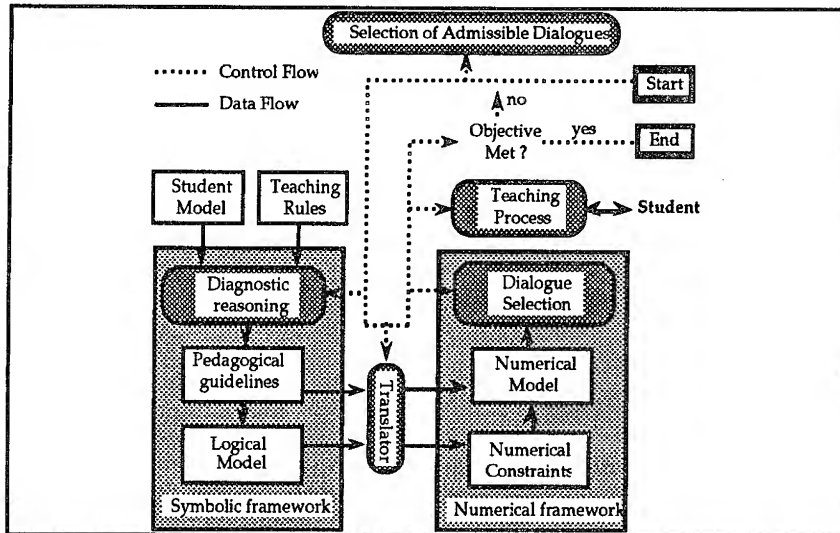 Selection of Admissible Dialogues
Control Flow
Data Flow
Start
no
Objective
Met ?
yes
End
Student
Model
Teaching
Rules
Teaching
Process
Student
Diagnostic
reasoning
Dialogue
Selection
Pedagogical
guidelines
Translator
Numerical
Model
Logical
Model
Numerical
Constraints
Symbolic framework
Numerical framework